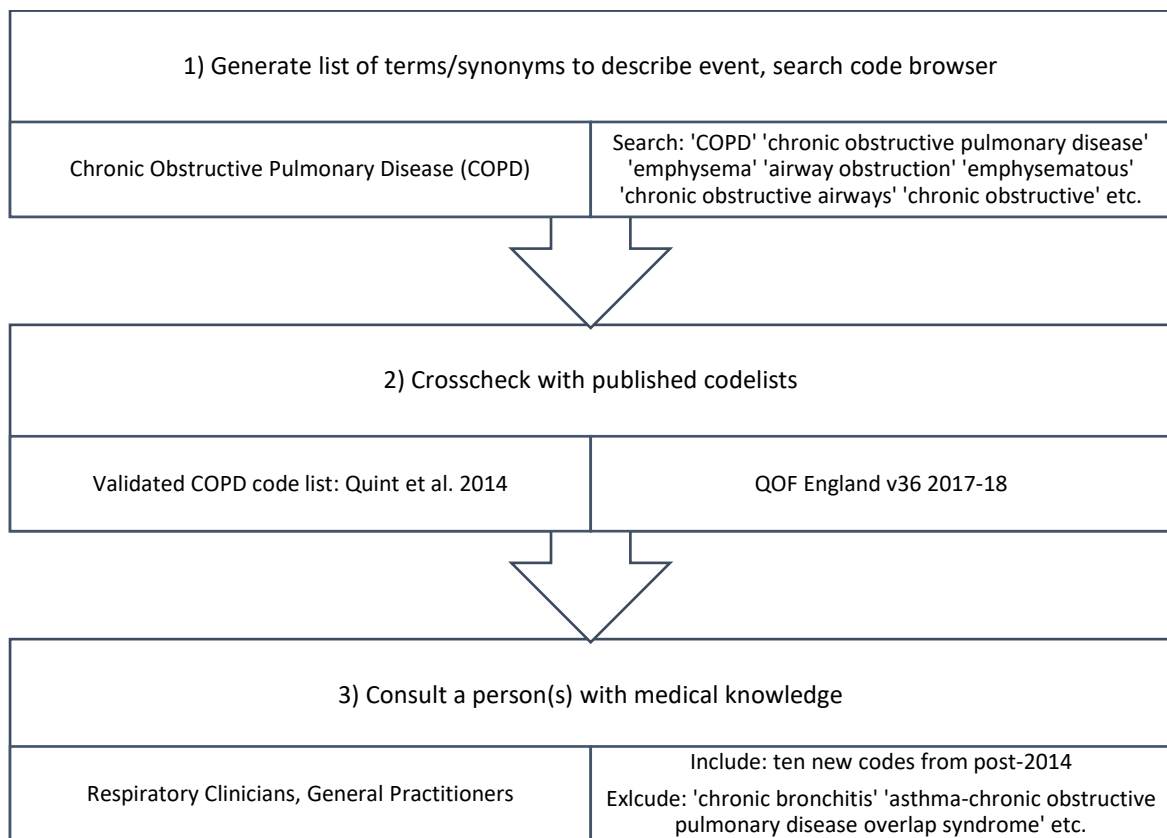 1) Generate list of terms/synonyms to describe event, search code browser
Chronic Obstructive Pulmonary Disease (COPD)
Search: 'COPD' 'chronic obstructive pulmonary disease'
'emphysema' 'airway obstruction' 'emphysematous'
'chronic obstructive airways' 'chronic obstructive' etc.
2) Crosscheck with published codelists
Validated COPD code list: Quint et al. 2014
QOF England v36 2017-18
3) Consult a person(s) with medical knowledge
Respiratory Clinicians, General Practitioners
Include: ten new codes from post-2014
Exlcude: 'chronic bronchitis' 'asthma-chronic obstructive
pulmonary disease overlap syndrome' etc.